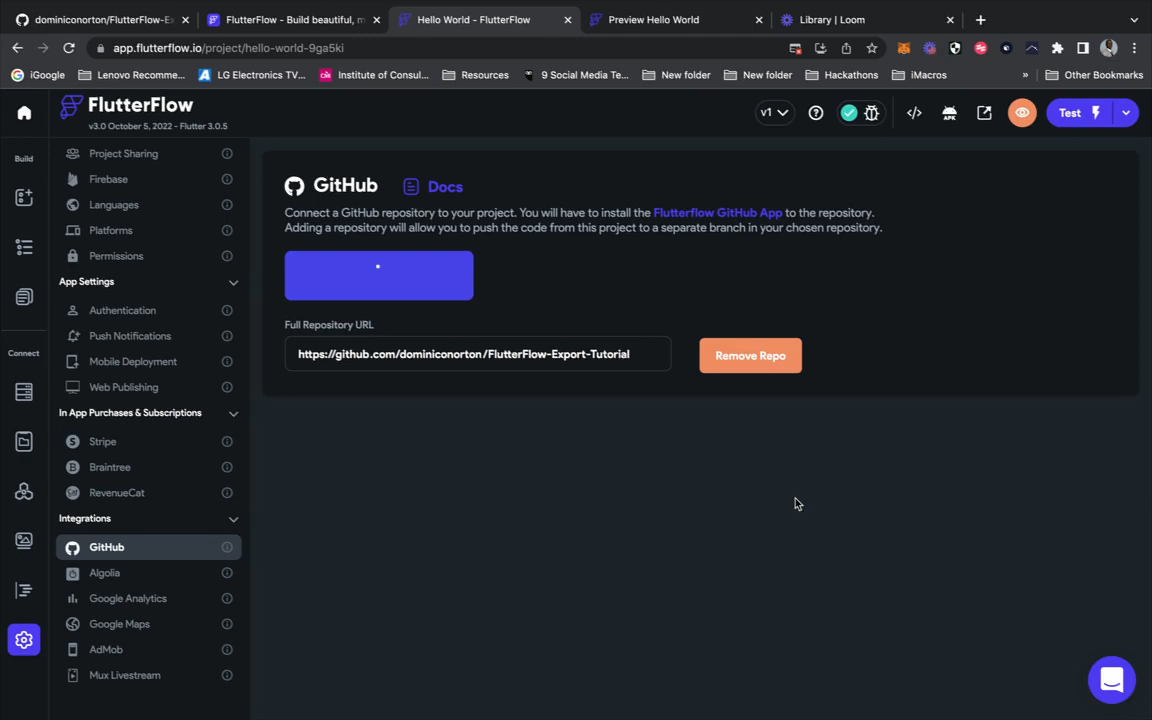 dominiconorton/FlutterFlow-Ex
FlutterFlow - Build beautiful, m
Hello World - FlutterFlow
Preview Hello World
Library | Loom
app.flutterflow.io/project/hello-world-9ga5ki
iGoogle
Lenovo Recomme...
LG Electronics TV...
Institute of Consul...
Resources
9 Social Media Te...
New folder
New folder
Hackathons
iMacros
»
Other Bookmarks
FlutterFlow
v3.0 October 5, 2022 - Flutter 3.0.5
v1
APK
Test
Build
Connect
Project Sharing
Firebase
Languages
Platforms
Permissions
App Settings
Authentication
Push Notifications
Mobile Deployment
Web Publishing
In App Purchases & Subscriptions
Stripe
Braintree
RevenueCat
Integrations
GitHub
Algolia
Google Analytics
Google Maps
AdMob
Mux Livestream
GitHub
Docs
Connect a GitHub repository to your project. You will have to install the Flutterflow GitHub App to the repository.
Adding a repository will allow you to push the code from this project to a separate branch in your chosen repository.
Full Repository URL
https://github.com/dominiconorton/FlutterFlow-Export-Tutorial
Remove Repo